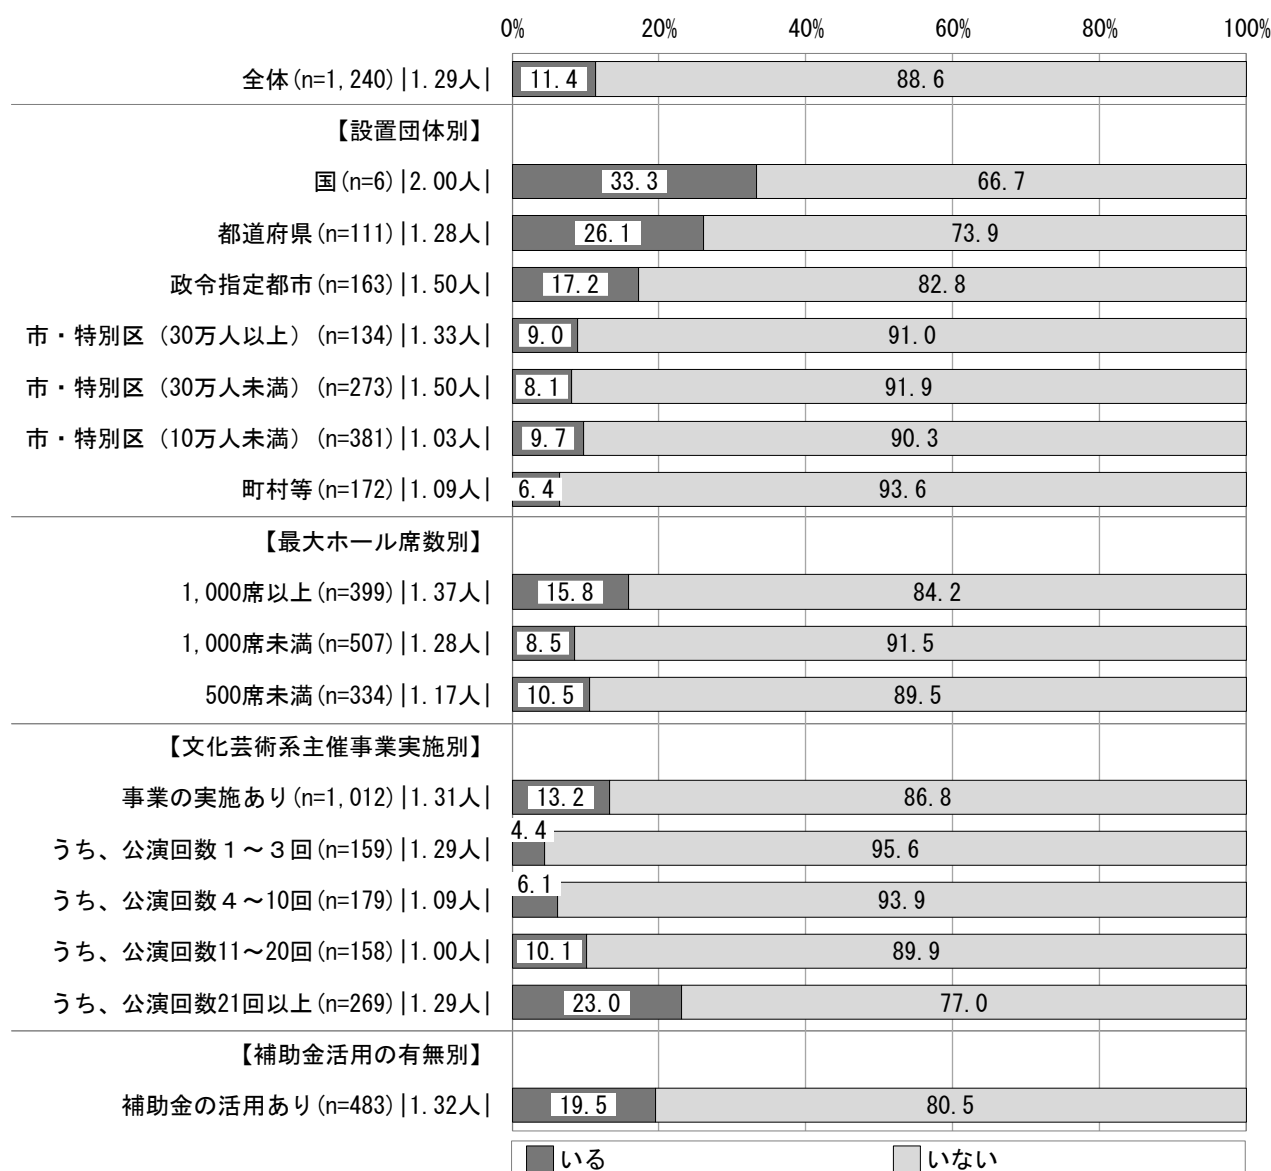 0% 20% 40% 60% 80% 100%
全体(n=1,240)|1.29人| 11.4 88.6
【設置団体別】
国(n=6)|2.00人| 33.3 66.7
都道府県(n=111)|1.28人| 26.1 73.9
政令指定都市(n=163)|1.50人| 17.2 82.8
市・特別区（30万人以上）(n=134)|1.33人| 9.0 91.0
市・特別区（30万人未満）(n=273)|1.50人| 8.1 91.9
市・特別区（10万人未満）(n=381)|1.03人| 9.7 90.3
町村等(n=172)|1.09人| 6.4 93.6
【最大ホール席数別】
1,000席以上(n=399)|1.37人| 15.8 84.2
1,000席未満(n=507)|1.28人| 8.5 91.5
500席未満(n=334)|1.17人| 10.5 89.5
【文化芸術系主催事業実施別】
事業の実施あり(n=1,012)|1.31人| 13.2 86.8
うち、公演回数１～３回(n=159)|1.29人| 4.4 95.6
うち、公演回数４～10回(n=179)|1.09人| 6.1 93.9
うち、公演回数11～20回(n=158)|1.00人| 10.1 89.9
うち、公演回数21回以上(n=269)|1.29人| 23.0 77.0
【補助金活用の有無別】
補助金の活用あり(n=483)|1.32人| 19.5 80.5
いる いない